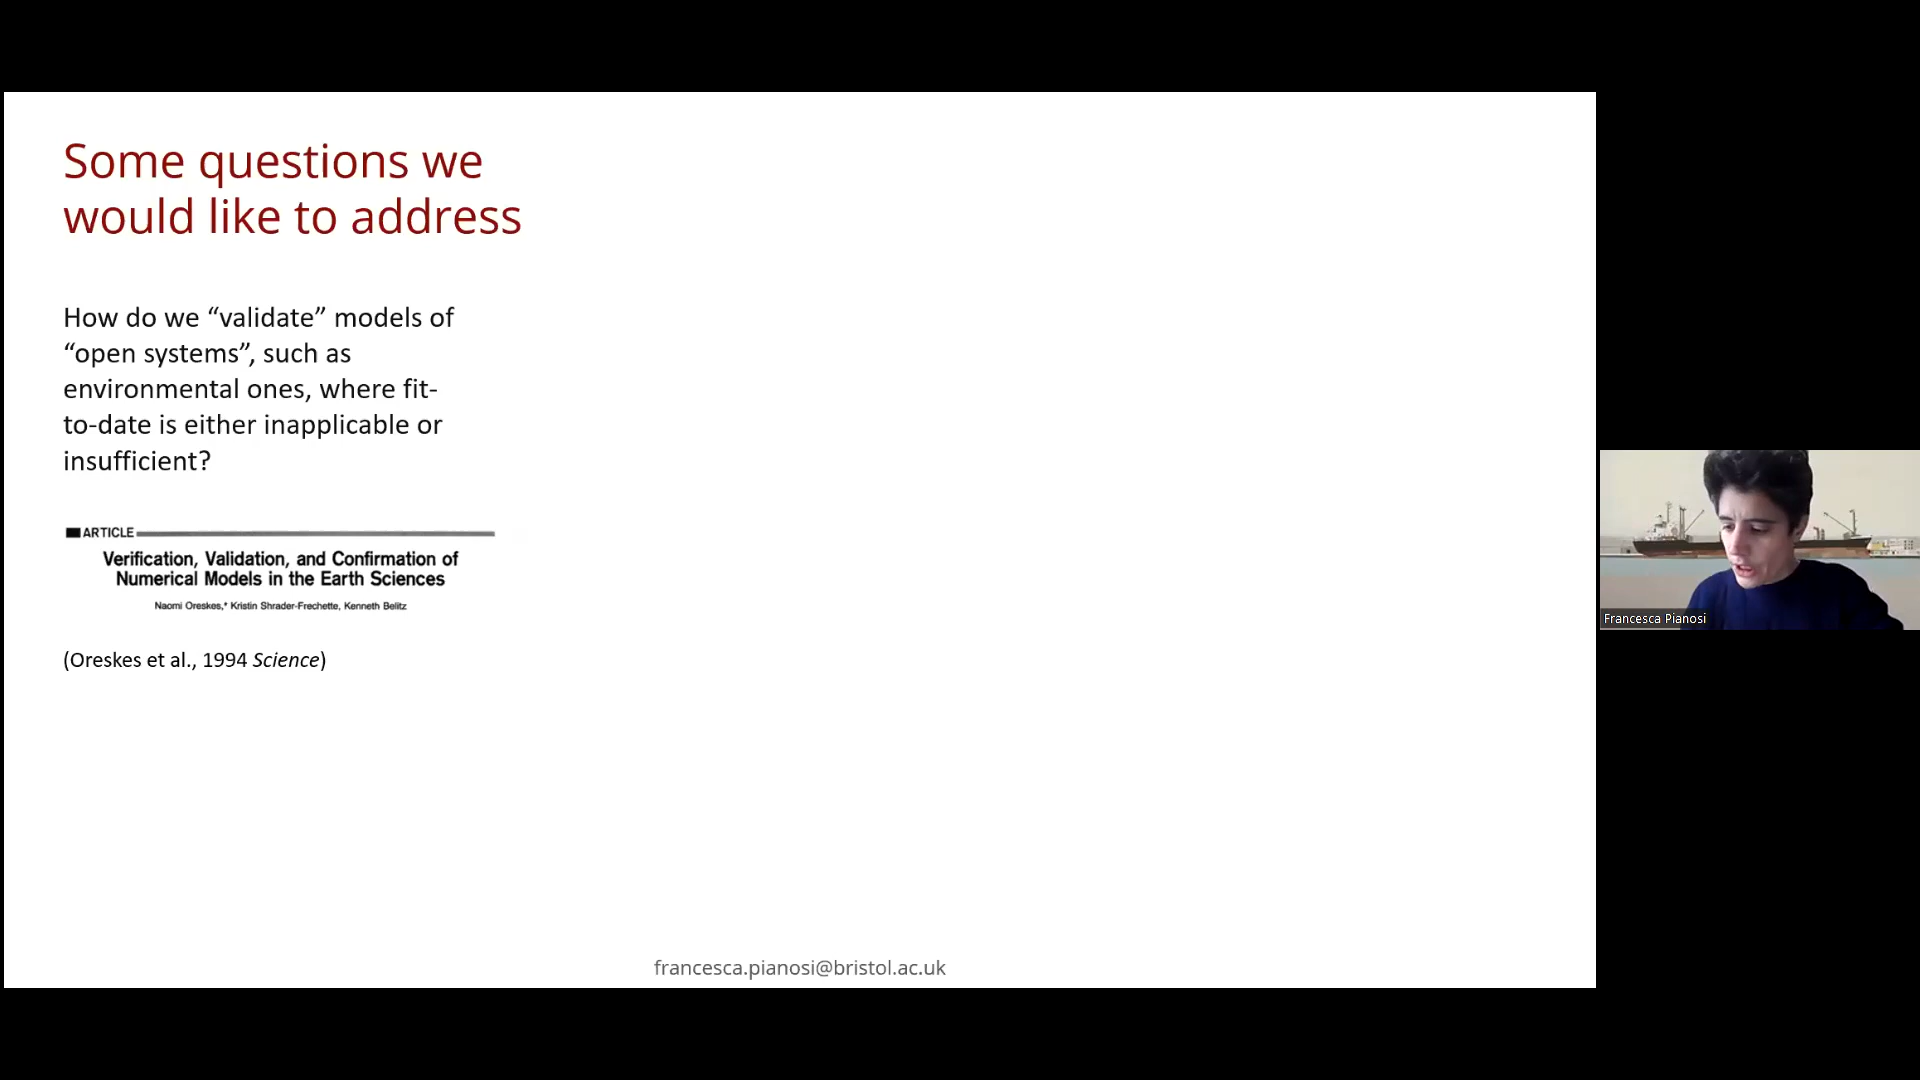 Some questions we
would like to address
How do we “validate” models of
“open systems”, such as
environmental ones, where fit-
to-date is either inapplicable or
insufficient?
ARTICLE
Verification, Validation, and Confirmation of
Numerical Models in the Earth Sciences
Naomi Oreskes,* Kristin Shrader-Frechette, Kenneth Belitz
(Oreskes et al., 1994 Science)
francesca.pianosi@bristol.ac.uk
Francesca Pianosi